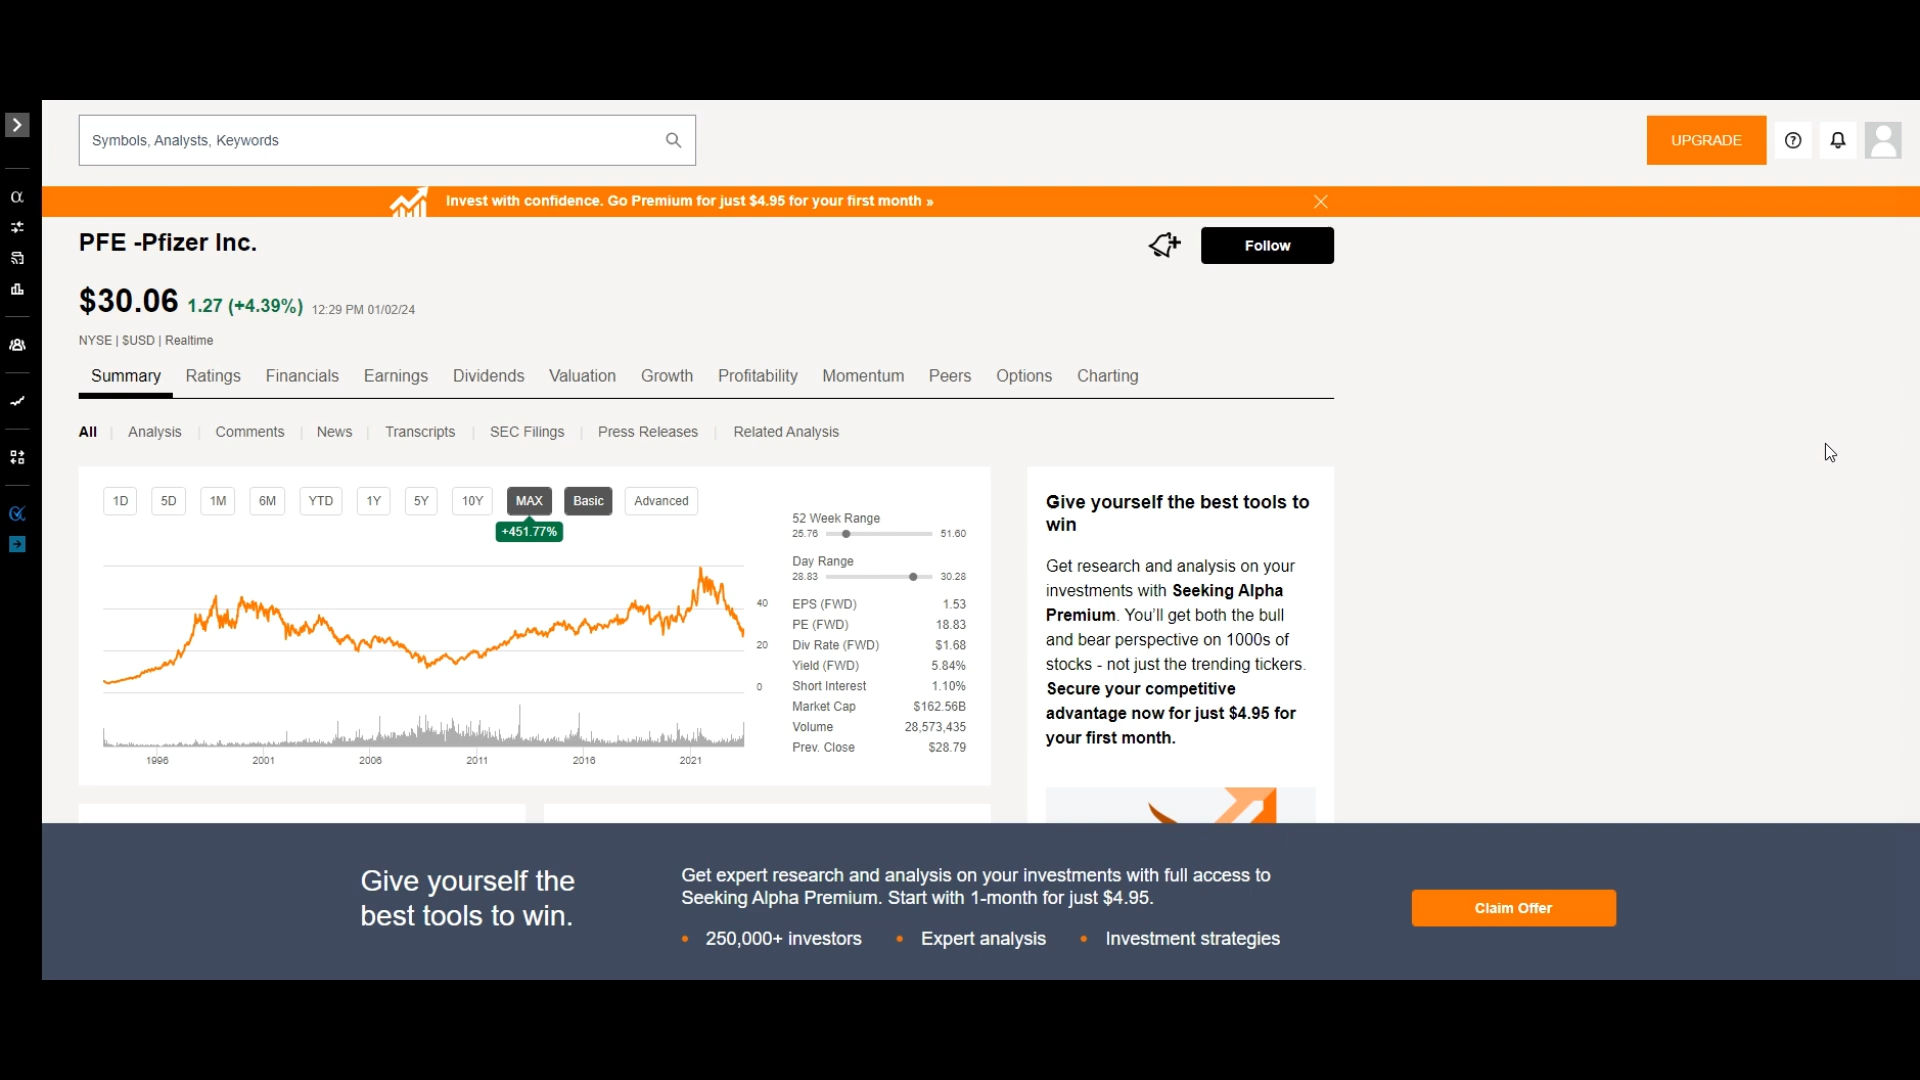 Symbols, Analysts, Keywords
UPGRADE
Invest with confidence. Go Premium for just $4.95 for your first month »
PFE -Pfizer Inc.
Follow
$30.06 1.27 (+4.39%) 12:29 PM 01/02/24
NYSE | $USD | Realtime
Summary Ratings Financials Earnings Dividends Valuation Growth Profitability Momentum Peers Options Charting
All Analysis Comments News Transcripts SEC Filings Press Releases Related Analysis
1D 5D 1M 6M YTD 1Y 5Y 10Y MAX Basic Advanced
+451.77%
40
20
0
1996 2001 2006 2011 2016 2021
52 Week Range
25.76 51.60
Day Range
28.83 30.28
EPS (FWD) 1.53
PE (FWD) 18.83
Div Rate (FWD) $1.68
Yield (FWD) 5.84%
Short Interest 1.10%
Market Cap $162.56B
Volume 28,573,435
Prev. Close $28.79
Give yourself the best tools to
win
Get research and analysis on your
investments with Seeking Alpha
Premium. You'll get both the bull
and bear perspective on 1000s of
stocks - not just the trending tickers.
Secure your competitive
advantage now for just $4.95 for
your first month.
Give yourself the
best tools to win.
Get expert research and analysis on your investments with full access to
Seeking Alpha Premium. Start with 1-month for just $4.95.
• 250,000+ investors • Expert analysis • Investment strategies
Claim Offer